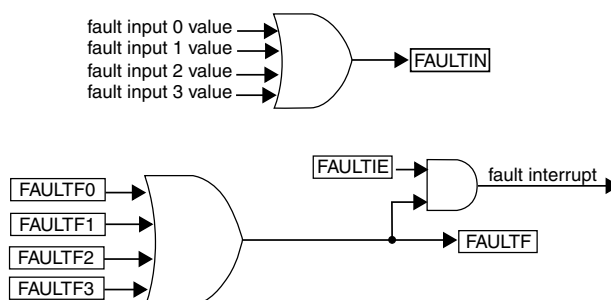 fault input 0 value
fault input 1 value
fault input 2 value
fault input 3 value
FAULTIN
FAULTIE
fault interrupt
FAULTF0
FAULTF1
FAULTF2
FAULTF3
FAULTF